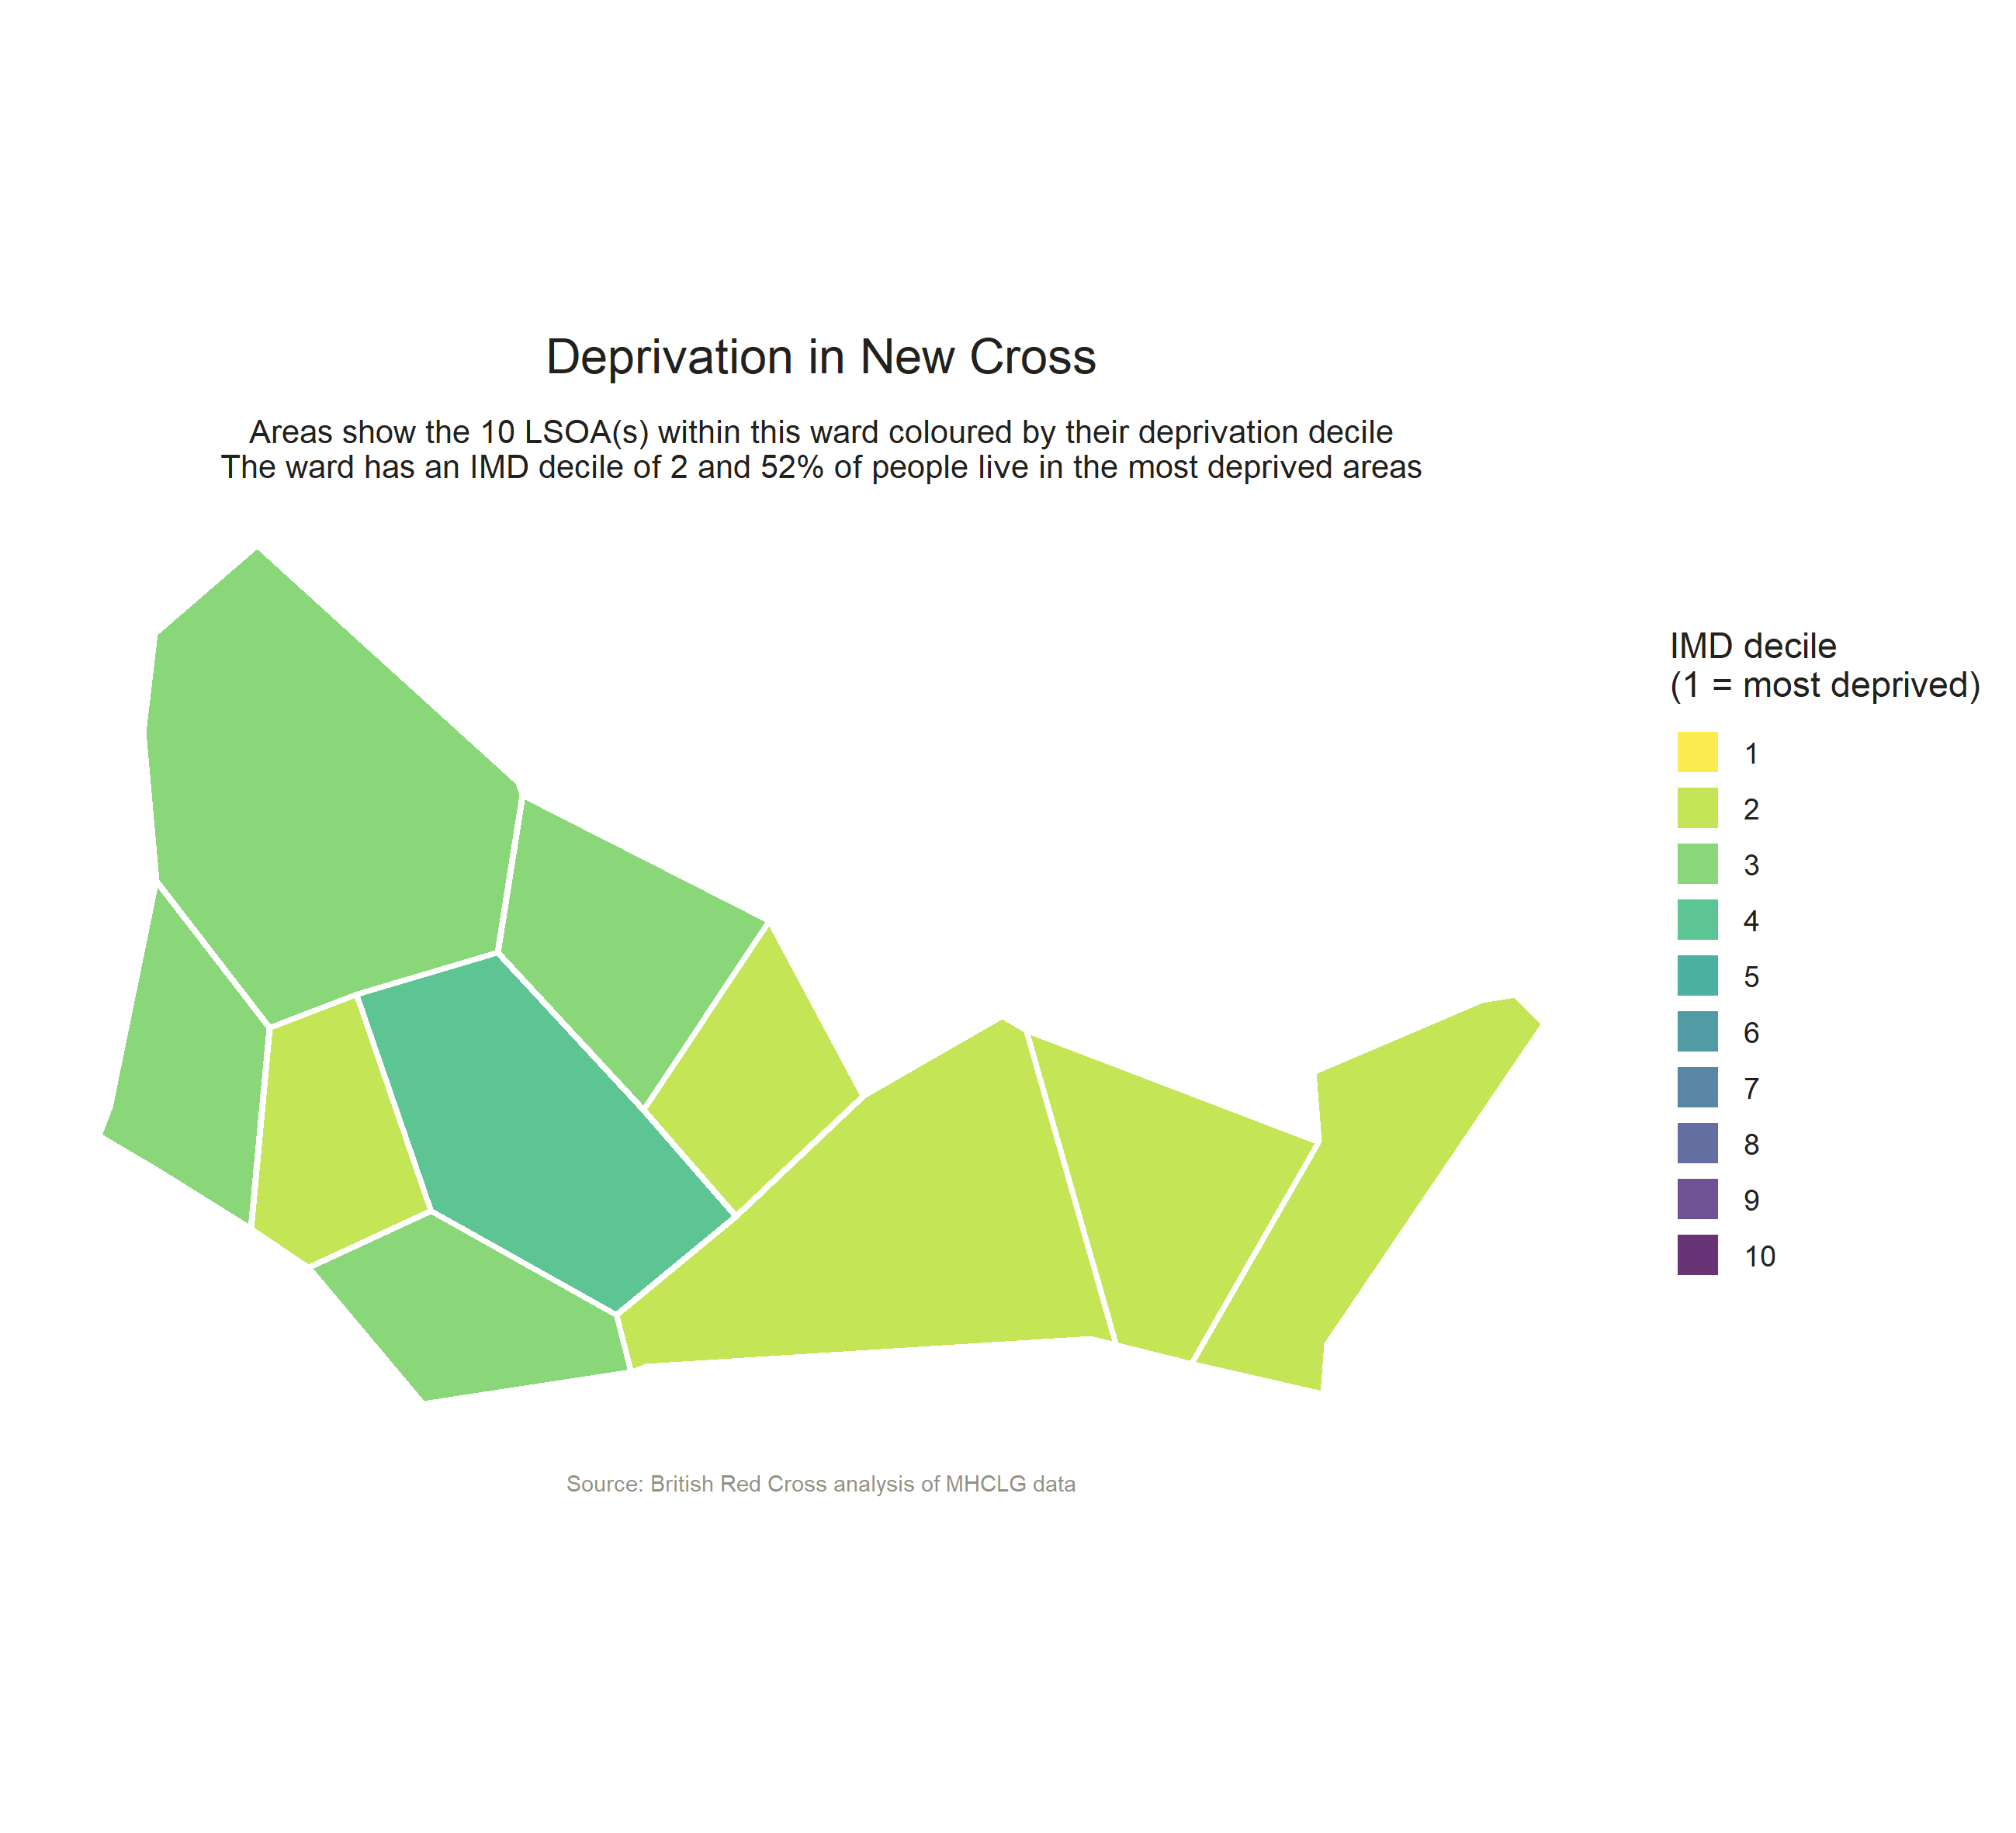 Deprivation in New Cross
Areas show the 10 LSOA(s) within this ward coloured by their deprivation decile
The ward has an IMD decile of 2 and 52% of people live in the most deprived areas
IMD decile
(1 = most deprived)
1
2
3
4
5
6
7
8
9
10
Source: British Red Cross analysis of MHCLG data